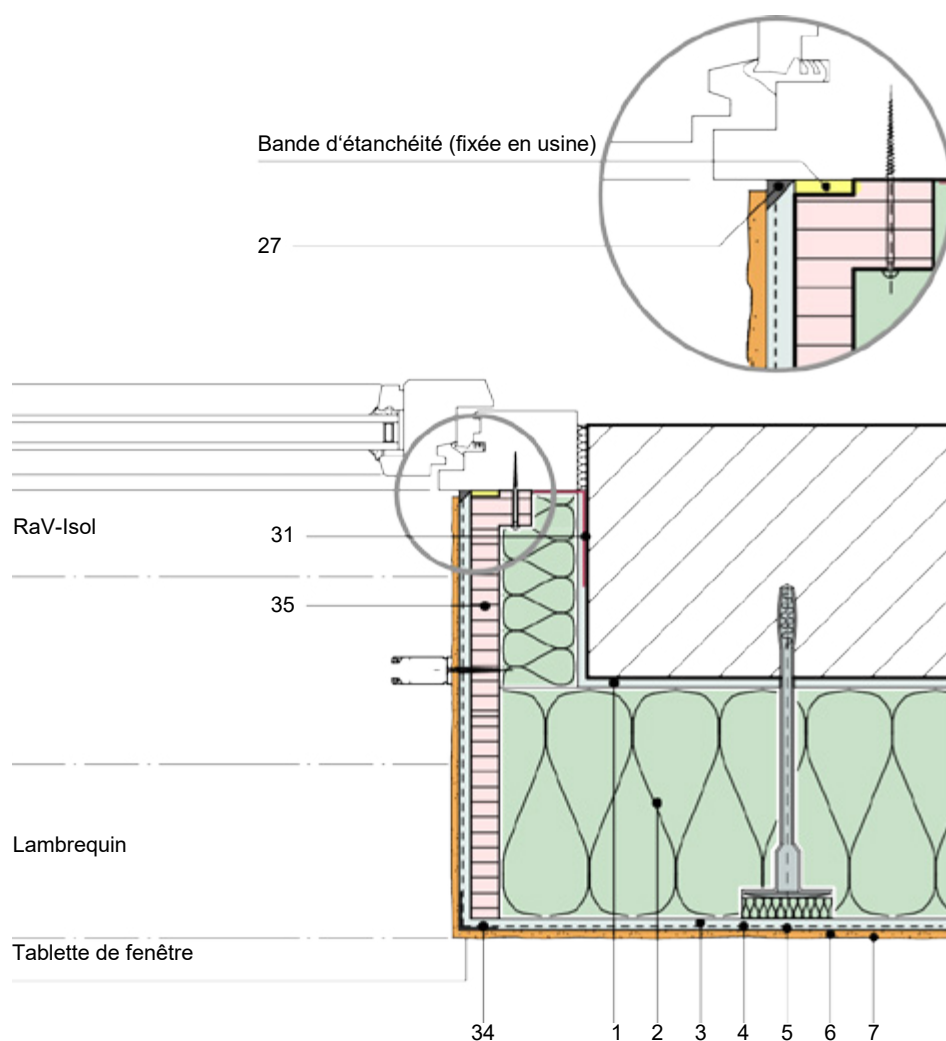 Bande d‘étanchéité (fixée en usine)
27
RaV-Isol
31
35
Lambrequin
Tablette de fenêtre
34 1 2 3 4 5 6 7